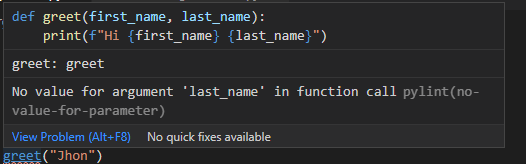 def greet(first_name, last_name):
    print(f"Hi {first_name} {last_name}")
greet: greet
No value for argument 'last_name' in function call pylint(no-
value-for-parameter)
View Problem (Alt+F8) No quick fixes available
greet("Jhon")